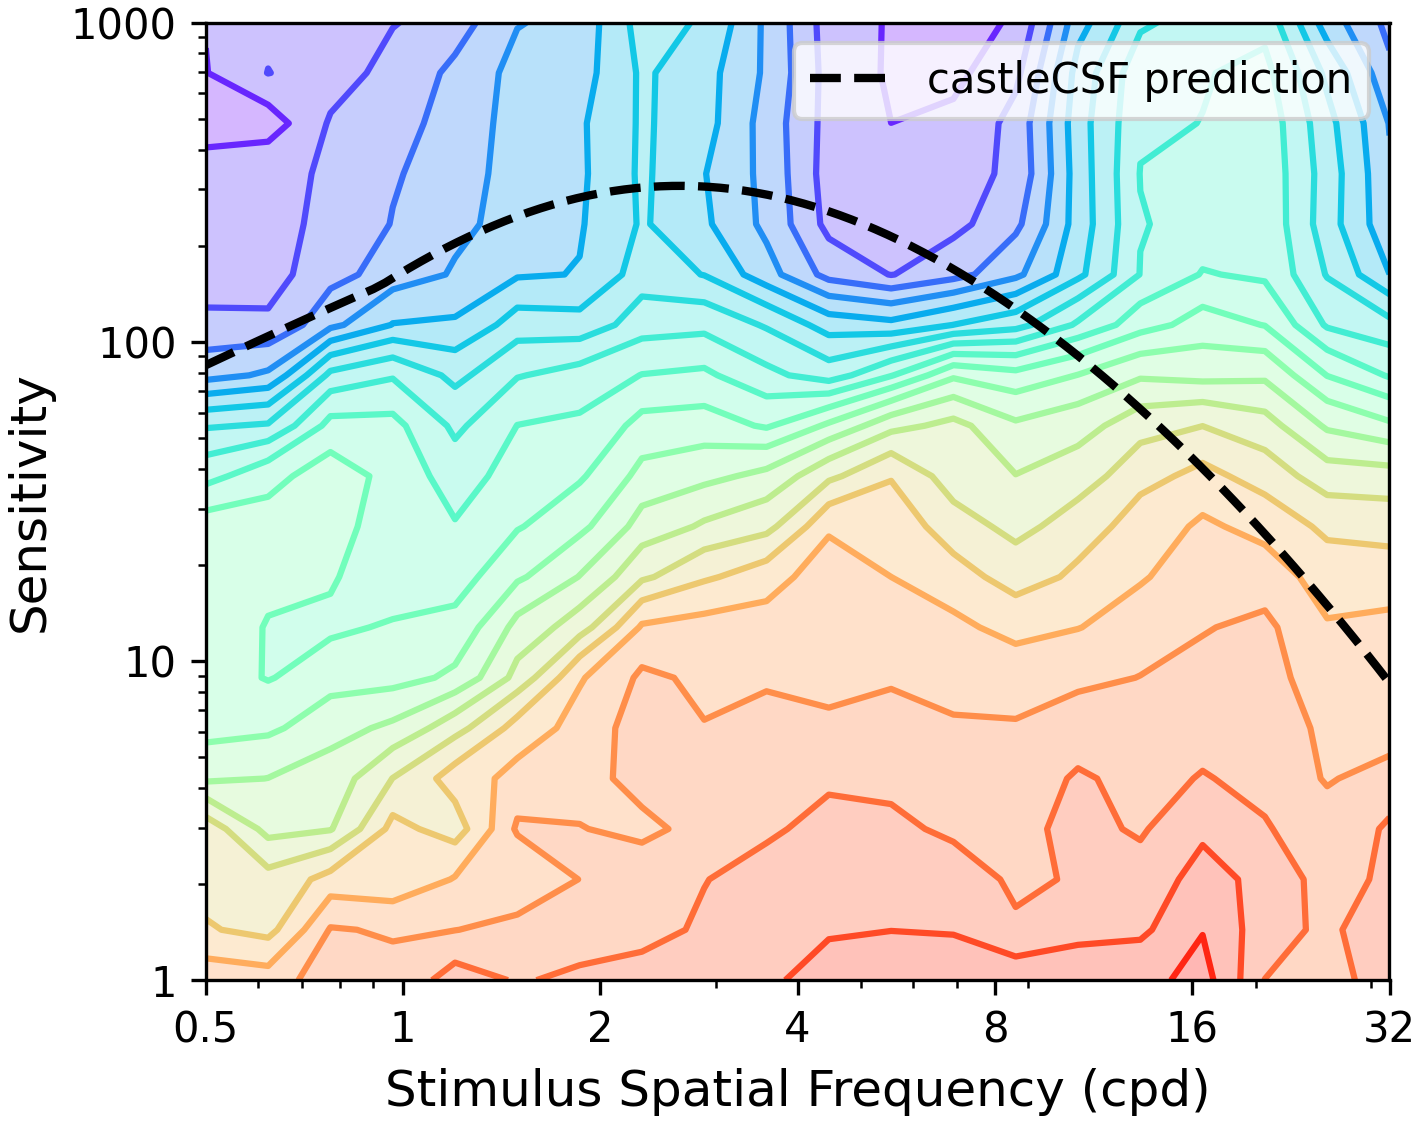 1000
castleCSF prediction
100
Sensitivity
10
1
0.5 1 2 4 8 16 32
Stimulus Spatial Frequency (cpd)